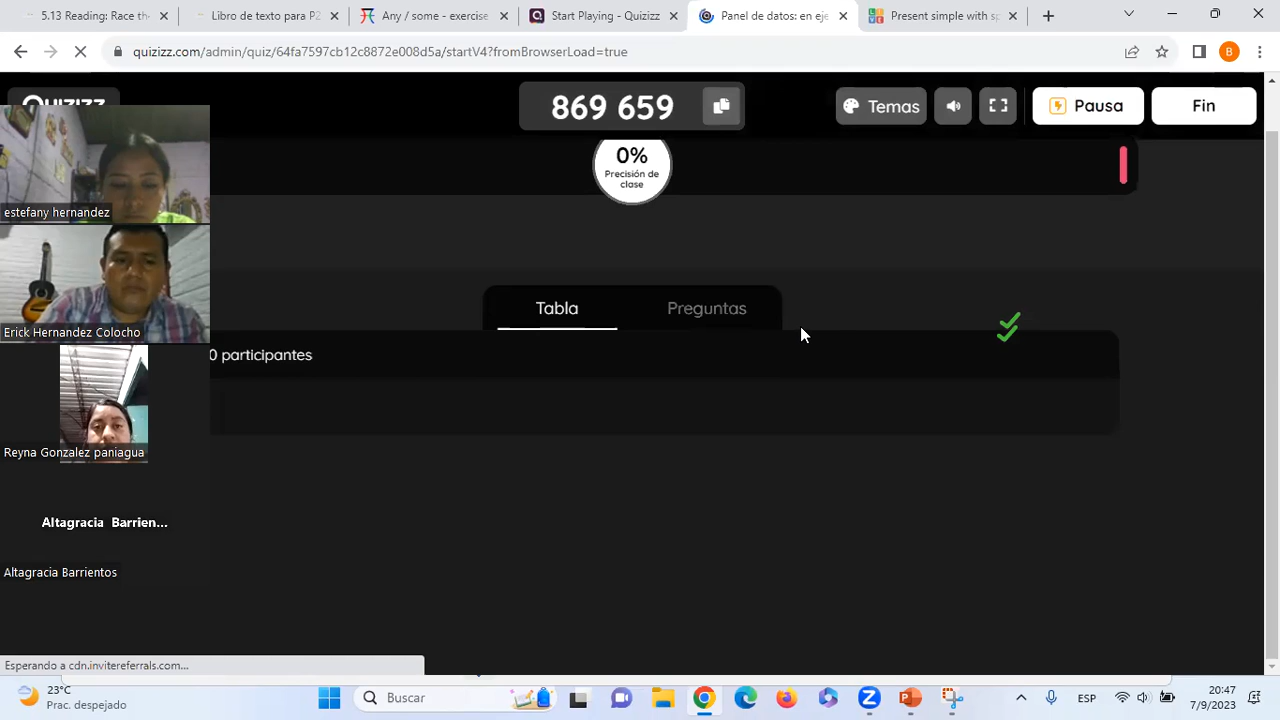 5.13 Reading: Race th
Libro de texto para P2
Any / some - exercise
Start Playing - Quizizz
Panel de datos: en eje
Present simple with sp
quizizz.com/admin/quiz/64fa7597cb12c8872e008d5a/startV4?fromBrowserLoad=true
B
Quizizz
869 659
Temas
Pausa
Fin
0%
Precisión de
clase
estefany hernandez
Tabla
Preguntas
Erick Hernandez Colocho
0 participantes
Reyna Gonzalez paniagua
Altagracia Barrien...
Altagracia Barrientos
Esperando a cdn.invitereferrals.com...
23°C
Prac. despejado
Buscar
ESP
20:47
7/9/2023